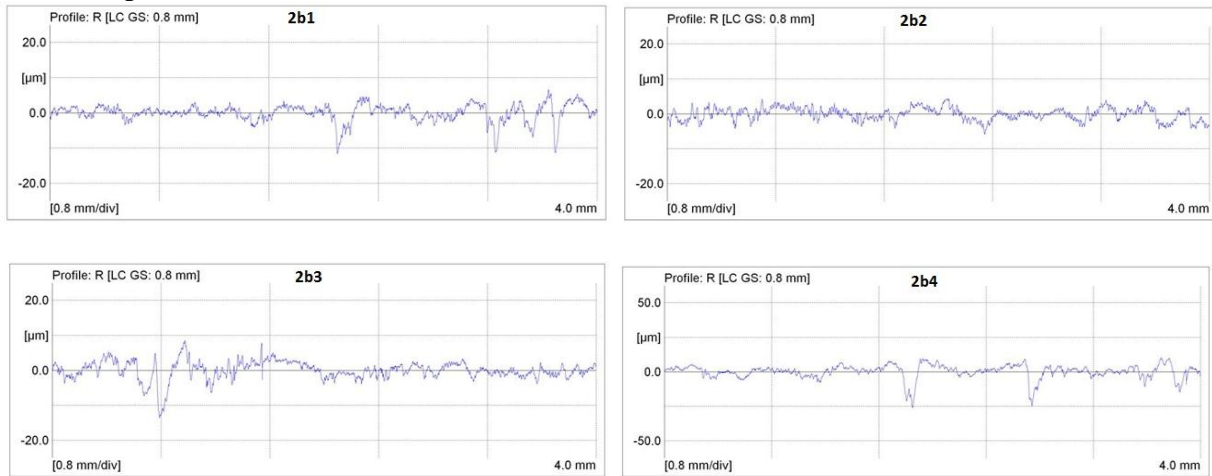 Profile: R [LC GS: 0.8 mm] 2b1
20.0
[µm]
0.0
-20.0
[0.8 mm/div] 4.0 mm
Profile: R [LC GS: 0.8 mm] 2b2
20.0
[µm]
0.0
-20.0
[0.8 mm/div] 4.0 mm
Profile: R [LC GS: 0.8 mm] 2b3
20.0
[µm]
0.0
-20.0
[0.8 mm/div] 4.0 mm
Profile: R [LC GS: 0.8 mm] 2b4
50.0
[µm]
0.0
-50.0
[0.8 mm/div] 4.0 mm